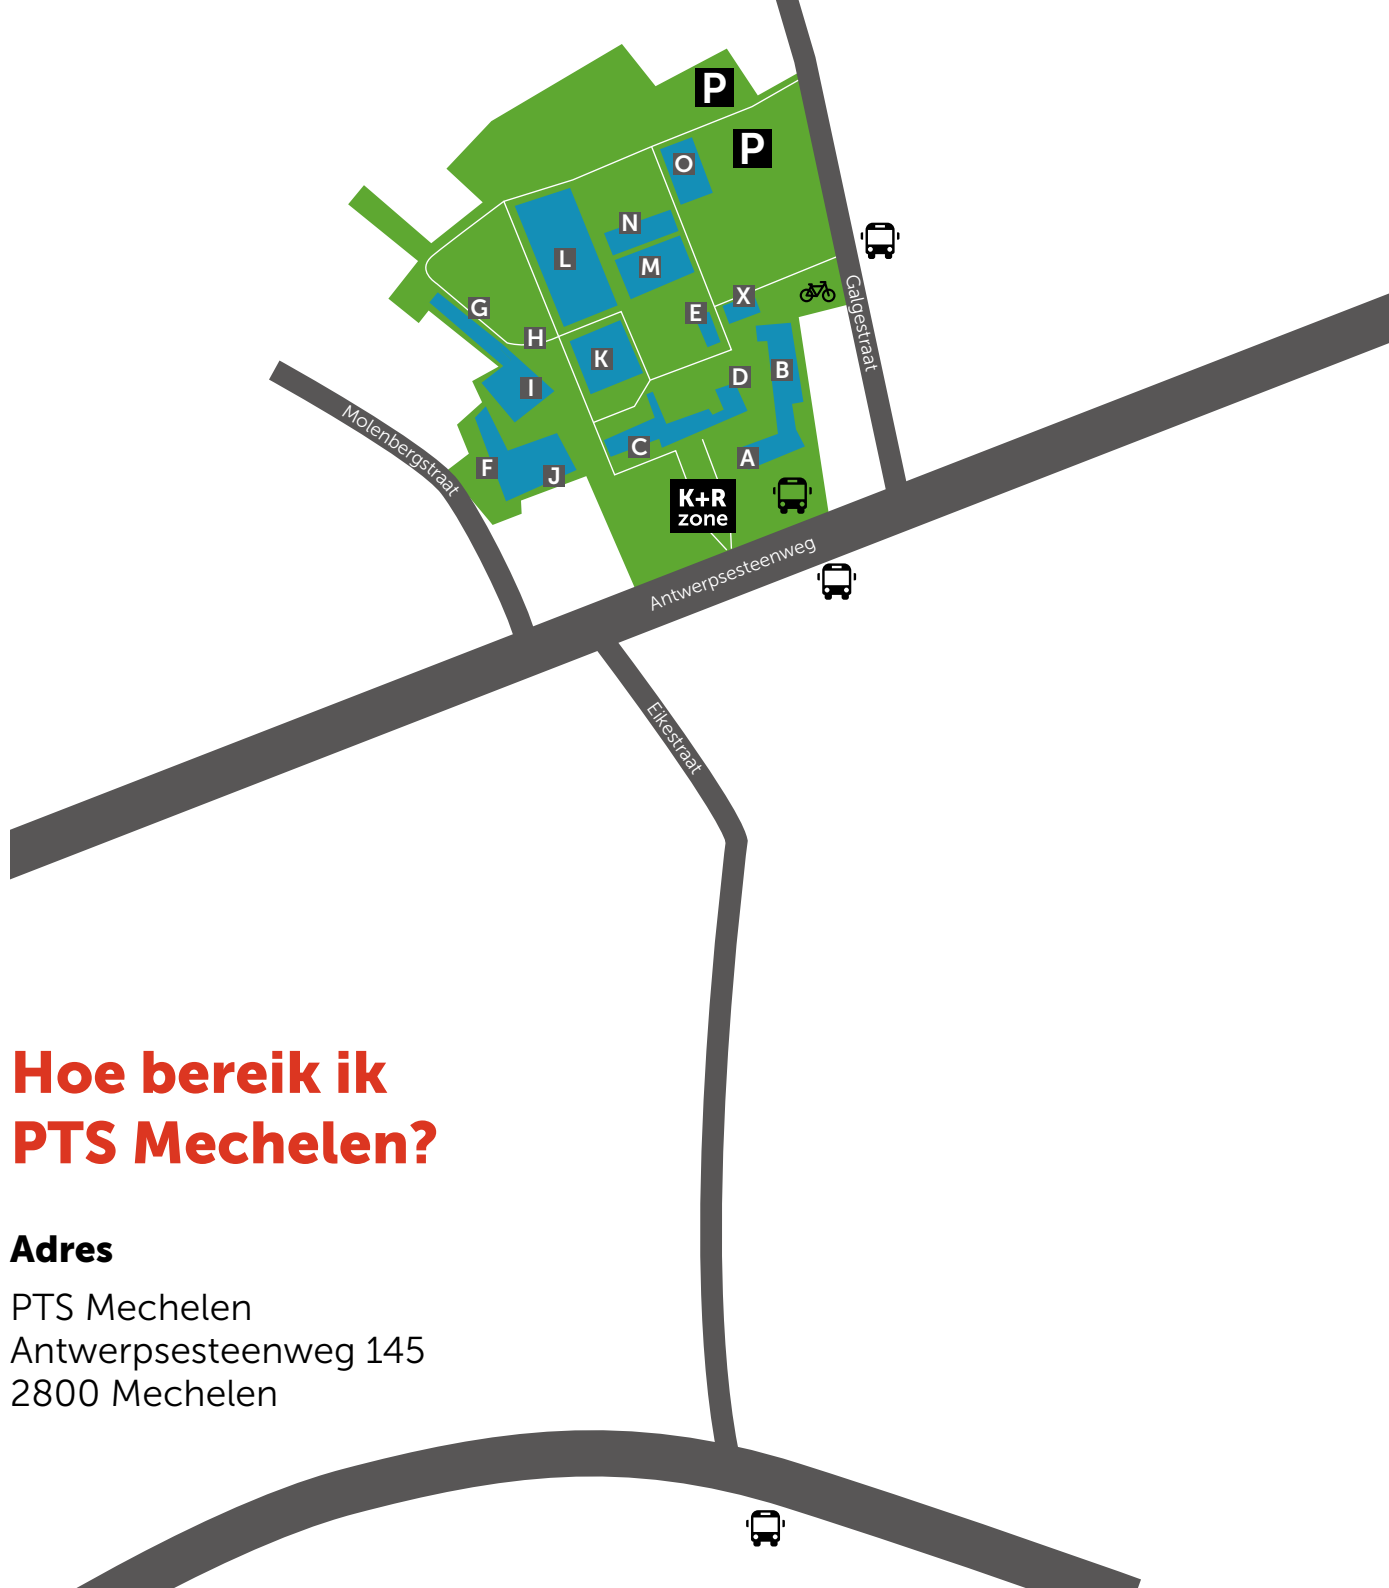 P
P
O
N
L
M
G
X
E
H
K
B
D
I
C
A
F
J
K+R
zone
Galgestraat
Molenbergstraat
Antwerpsesteenweg
Eikestraat
Hoe bereik ik
PTS Mechelen?
Adres
PTS Mechelen
Antwerpsesteenweg 145
2800 Mechelen